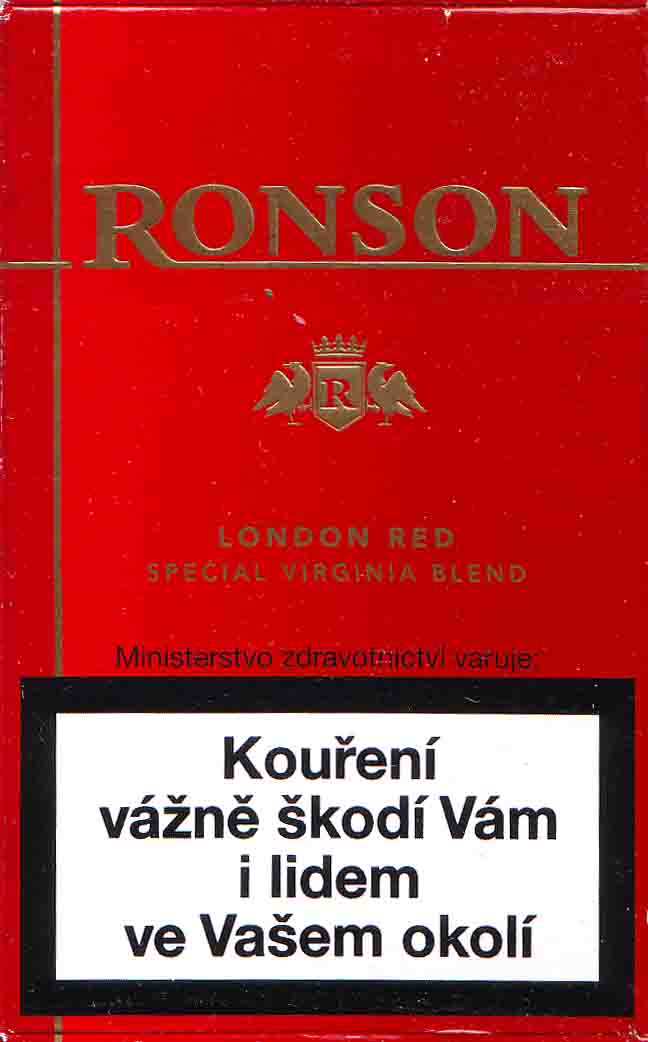 RONSON
R
LONDON RED
SPECIAL VIRGINIA BLEND
Ministerstvo zdravotnictví varuje:
Kouření
vážně škodí Vám
i lidem
ve Vašem okolí